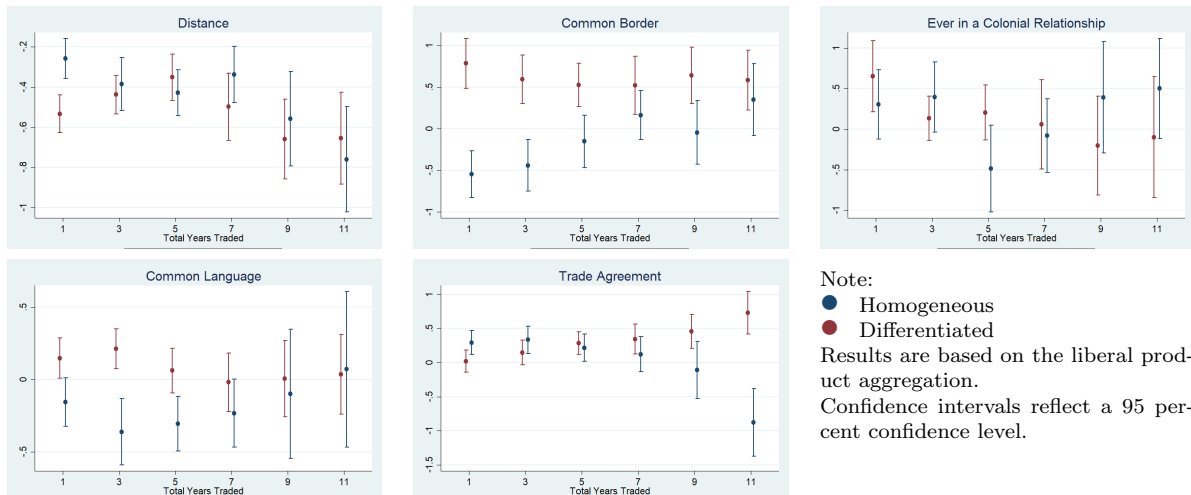 Distance
-.2
-.4
-.6
-.8
-1
1 3 5 7 9 11
Total Years Traded
Common Border
1
.5
0
-.5
-1
1 3 5 7 9 11
Total Years Traded
Ever in a Colonial Relationship
1
.5
0
-.5
-1
1 3 5 7 9 11
Total Years Traded
Common Language
.5
0
-.5
1 3 5 7 9 11
Total Years Traded
Trade Agreement
1
.5
0
-.5
-1
-1.5
1 3 5 7 9 11
Total Years Traded
Note:
Homogeneous
Differentiated
Results are based on the liberal prod-
uct aggregation.
Confidence intervals reflect a 95 per-
cent confidence level.